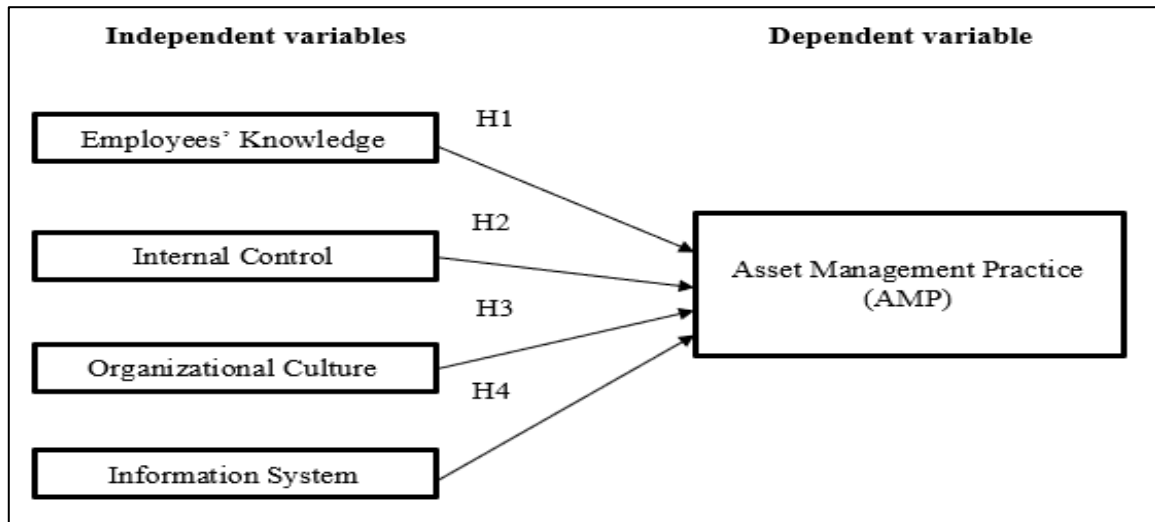 Independent variables
Dependent variable
Employees’ Knowledge
H1
Internal Control
H2
Asset Management Practice
(AMP)
Organizational Culture
H3
Information System
H4